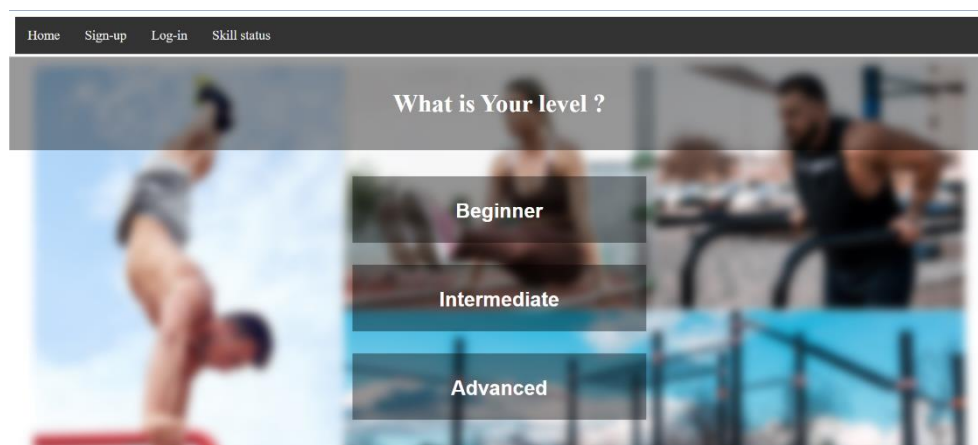 Home Sign-up Log-in Skill status
What is Your level ?
Beginner
Intermediate
Advanced